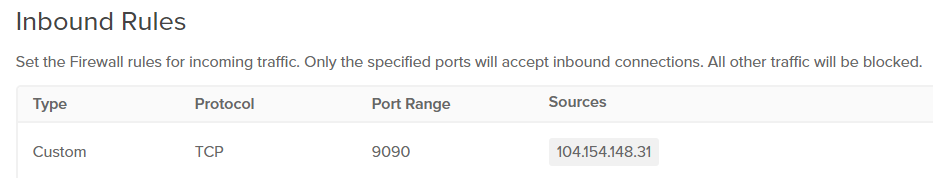 Inbound Rules
Set the Firewall rules for incoming traffic. Only the specified ports will accept inbound connections. All other traffic will be blocked.
Type Protocol Port Range Sources
Custom TCP 9090 104.154.148.31